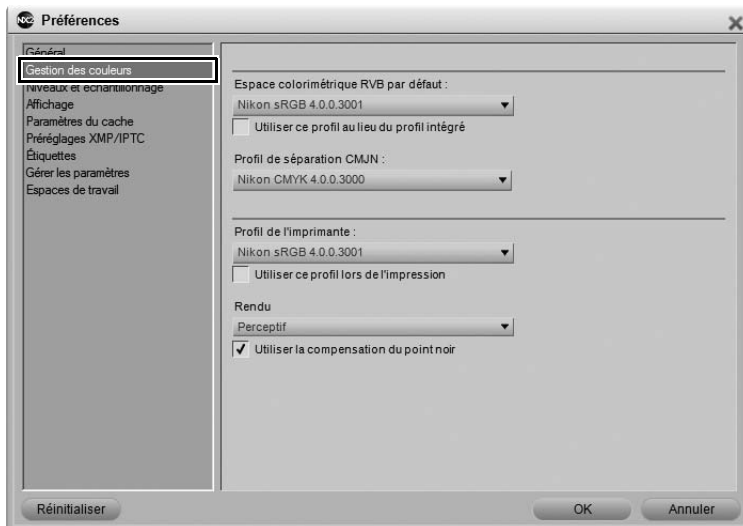 NX2 Préférences
Général
Gestion des couleurs
Niveaux et échantillonnage
Affichage
Paramètres du cache
Préréglages XMP/IPTC
Étiquettes
Gérer les paramètres
Espaces de travail
Espace colorimétrique RVB par défaut :
Nikon sRGB 4.0.0.3001
Utiliser ce profil au lieu du profil intégré
Profil de séparation CMJN :
Nikon CMYK 4.0.0.3000
Profil de l'imprimante :
Nikon sRGB 4.0.0.3001
Utiliser ce profil lors de l'impression
Rendu
Perceptif
Utiliser la compensation du point noir
Réinitialiser
OK
Annuler